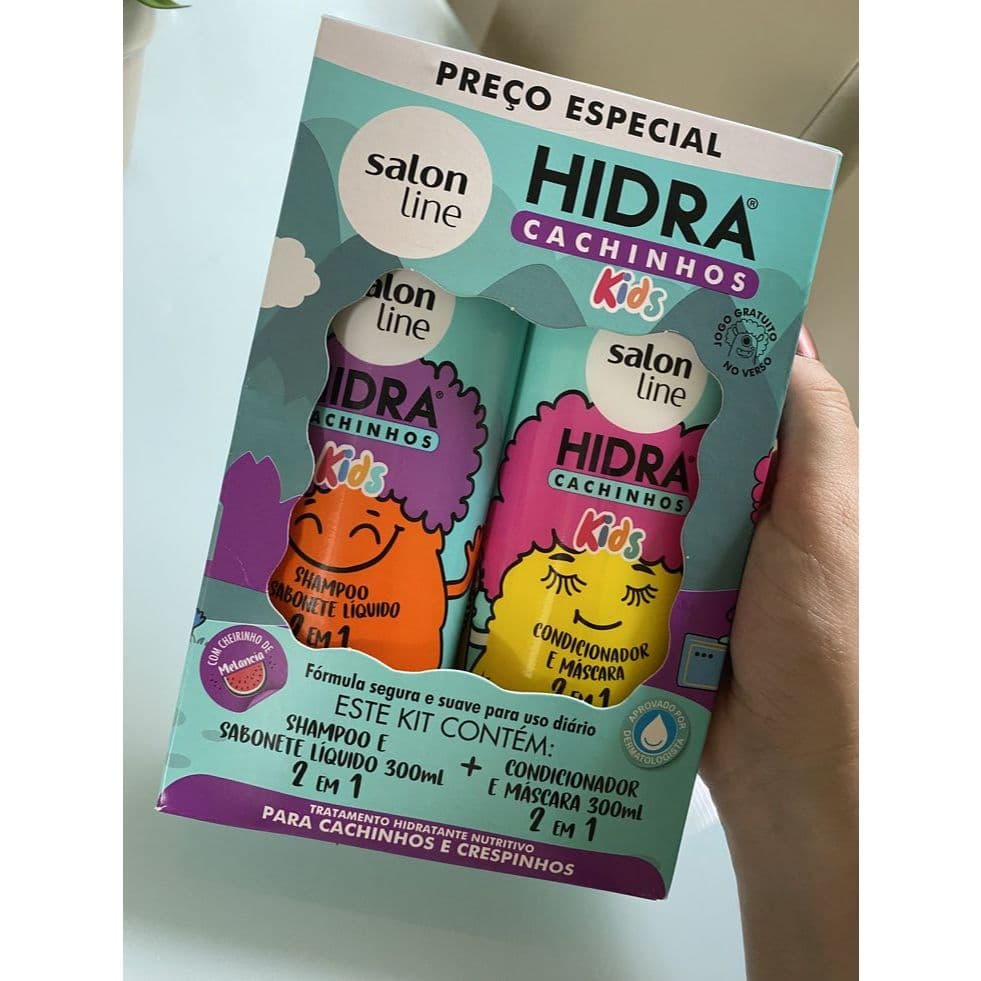 PREÇO ESPECIAL
salon
line
HIDRA®
CACHINHOS
Kids
JOGO GRATUITO
NO VERSO
alon
line
IDRA®
ACHINHOS
Kids
SHAMPOO
SABONETE LÍQUIDO
2 EM 1
salon
line
HIDRA®
CACHINHOS
Kids
CONDICIONADOR
E MÁSCARA
2 EM 1
COM CHEIRINHO DE
Melancia
Fórmula segura e suave para uso diário
ESTE KIT CONTÉM:
SHAMPOO E
SABONETE LÍQUIDO 300mL
2 EM 1
+
CONDICIONADOR
E MÁSCARA 300mL
2 EM 1
APROVADO POR
DERMATOLOGISTA
TRATAMENTO HIDRATANTE NUTRITIVO
PARA CACHINHOS E CRESPINHOS